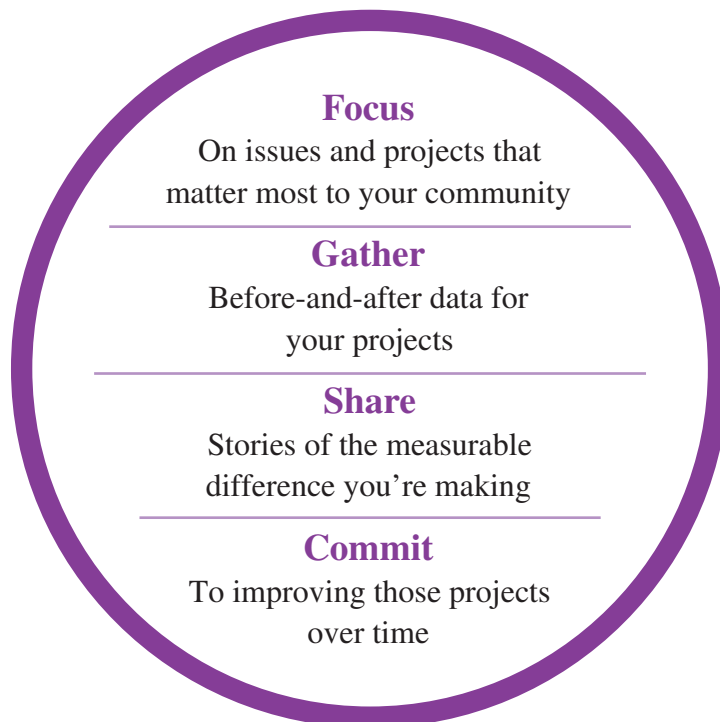 Focus
On issues and projects that
matter most to your community
Gather
Before-and-after data for
your projects
Share
Stories of the measurable
difference you’re making
Commit
To improving those projects
over time